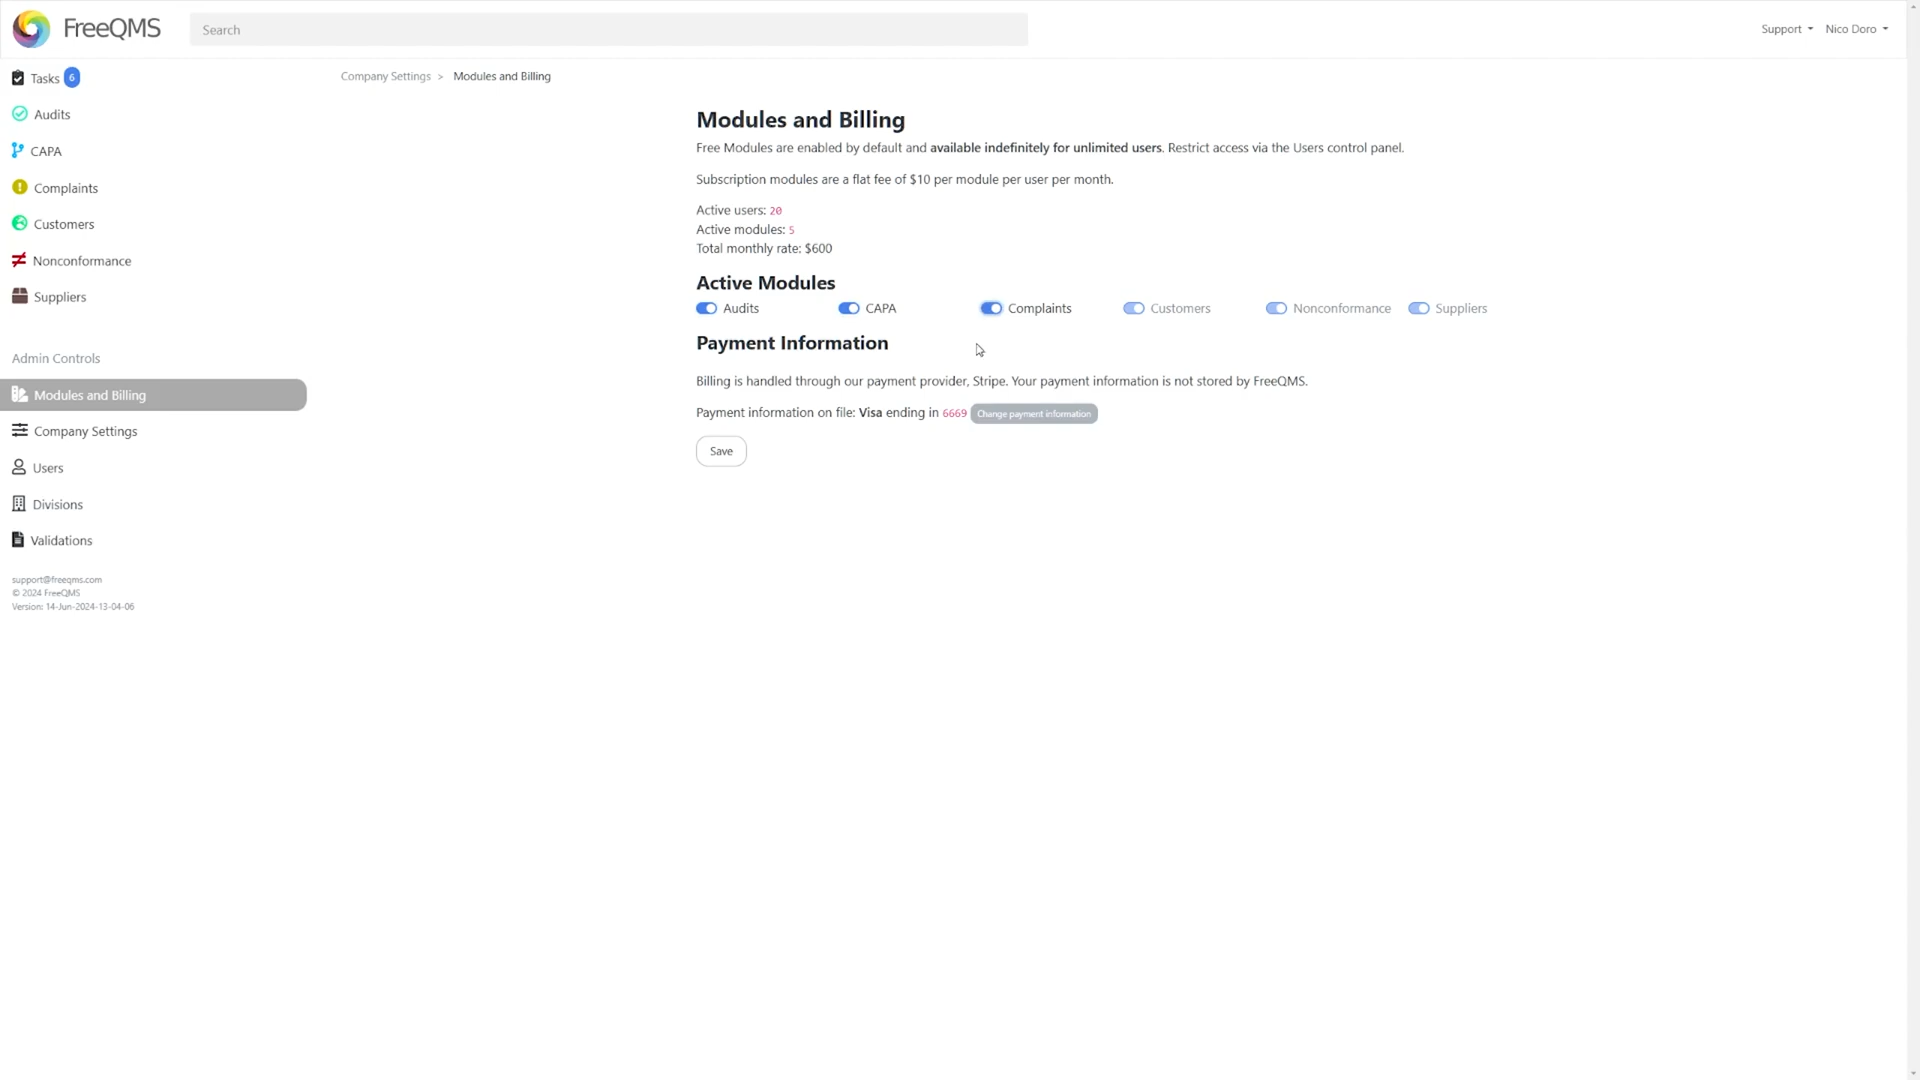 FreeQMS
Search
Support
Nico Doro
Tasks 6
Audits
CAPA
Complaints
Customers
Nonconformance
Suppliers
Admin Controls
Modules and Billing
Company Settings
Users
Divisions
Validations
support@freeqms.com
© 2024 FreeQMS
Version: 14-Jun-2024-13-04-06
Company Settings > Modules and Billing
Modules and Billing
Free Modules are enabled by default and available indefinitely for unlimited users. Restrict access via the Users control panel.
Subscription modules are a flat fee of $10 per module per user per month.
Active users: 20
Active modules: 5
Total monthly rate: $600
Active Modules
Audits CAPA Complaints Customers Nonconformance Suppliers
Payment Information
Billing is handled through our payment provider, Stripe. Your payment information is not stored by FreeQMS.
Payment information on file: Visa ending in 6669 Change payment information
Save